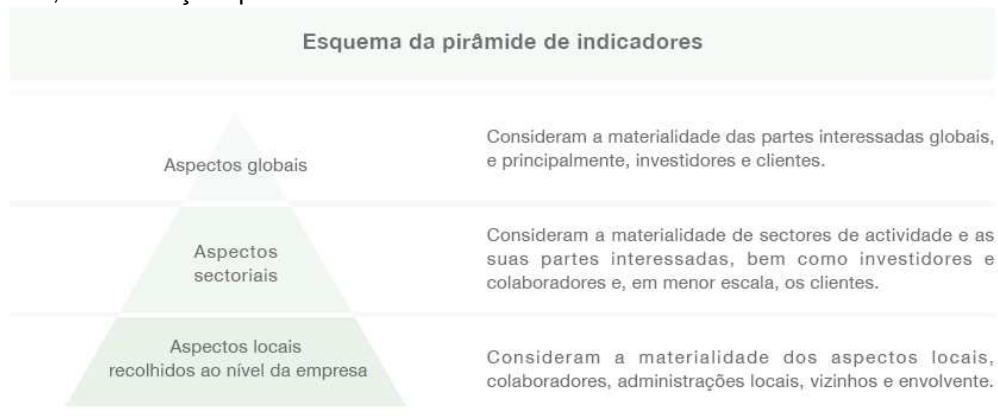 Esquema da pirâmide de indicadores
Aspectos globais
Consideram a materialidade das partes interessadas globais,
e principalmente, investidores e clientes.
Aspectos
sectoriais
Consideram a materialidade de sectores de actividade e as
suas partes interessadas, bem como investidores e
colaboradores e, em menor escala, os clientes.
Aspectos locais
recolhidos ao nível da empresa
Consideram a materialidade dos aspectos locais,
colaboradores, administrações locais, vizinhos e envolvente.